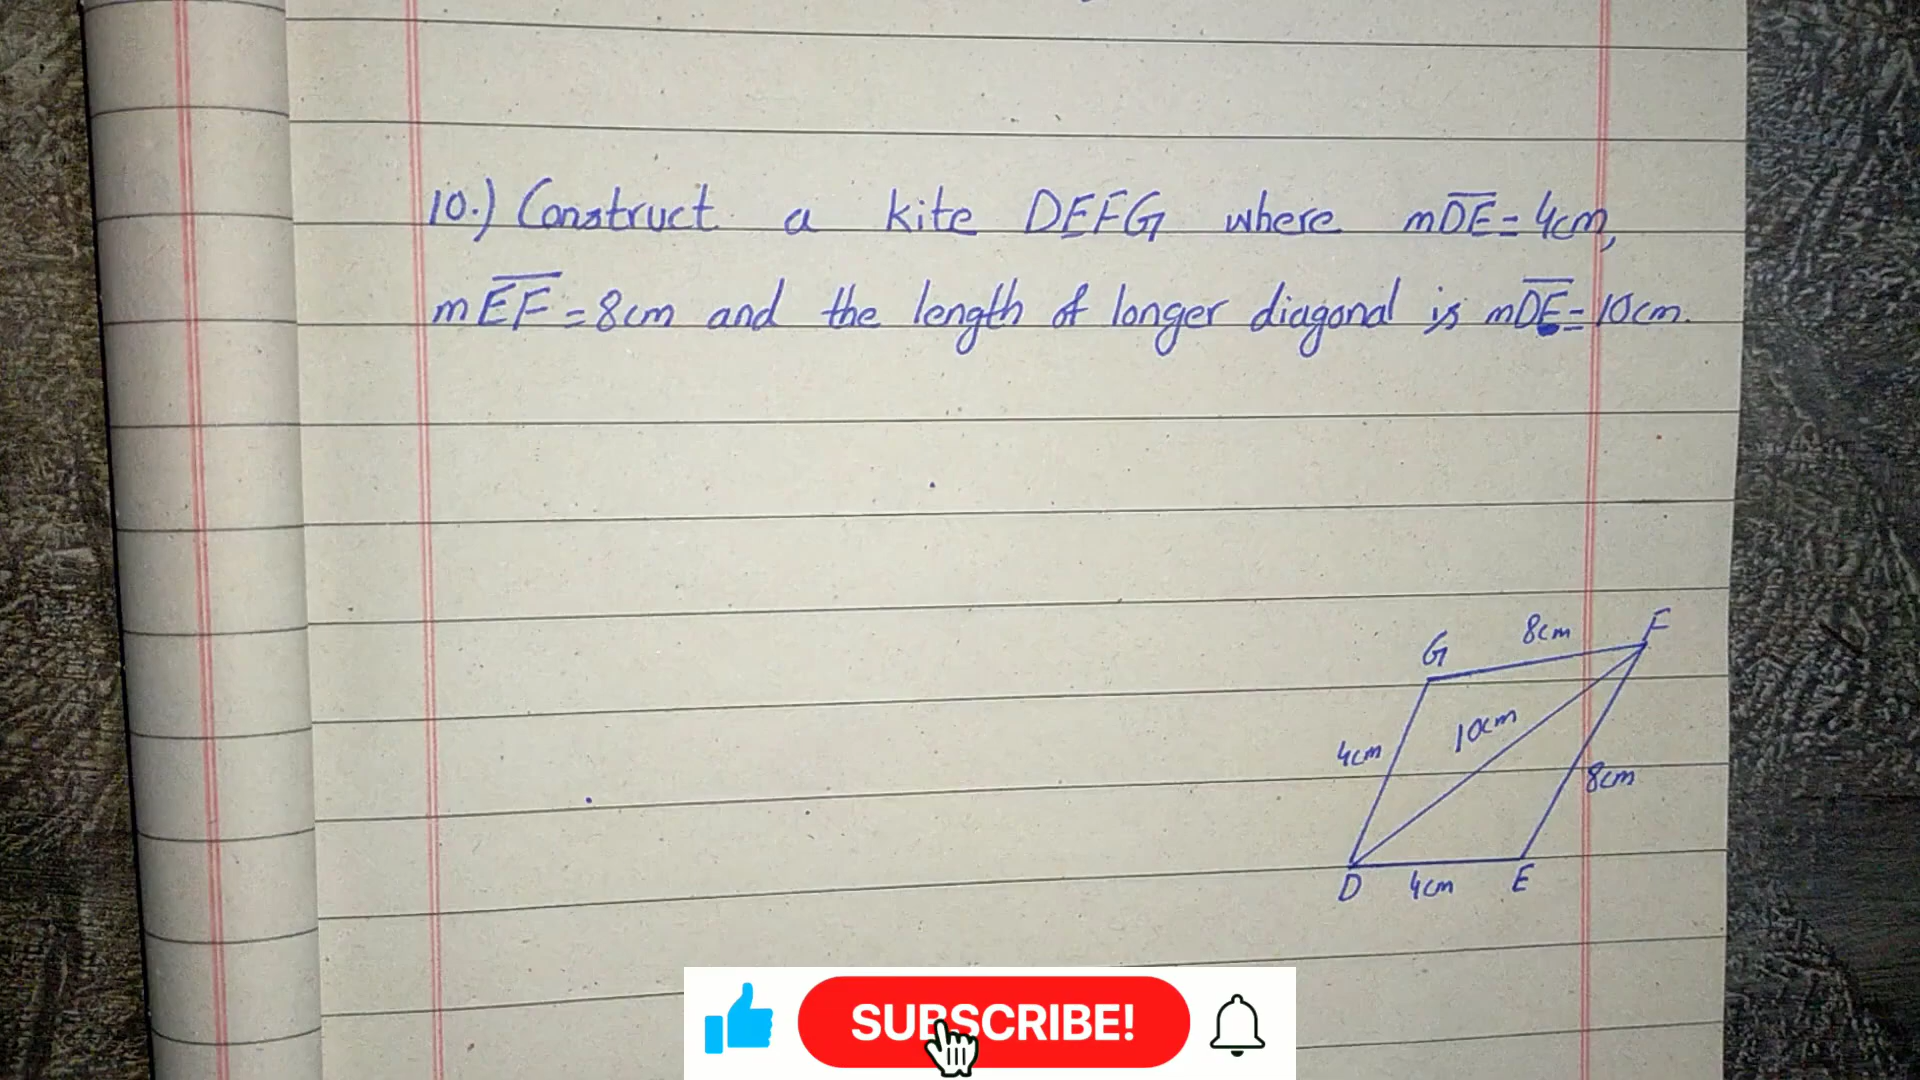 10.) Construct a kite DEFG where mDE = 4cm,
mEF = 8cm and the length of longer diagonal is mDE = 10cm.
G 8cm F
10cm
4cm
8cm
D 4cm E
SUBSCRIBE!